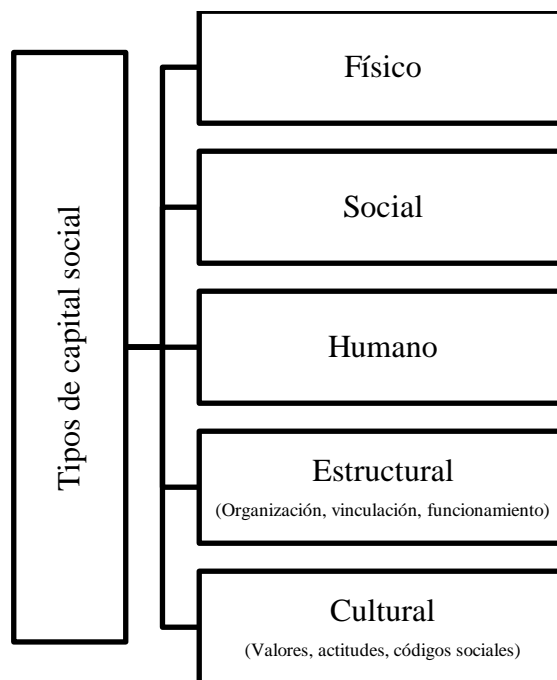 Tipos de capital social
Físico
Social
Humano
Estructural
(Organización, vinculación, funcionamiento)
Cultural
(Valores, actitudes, códigos sociales)